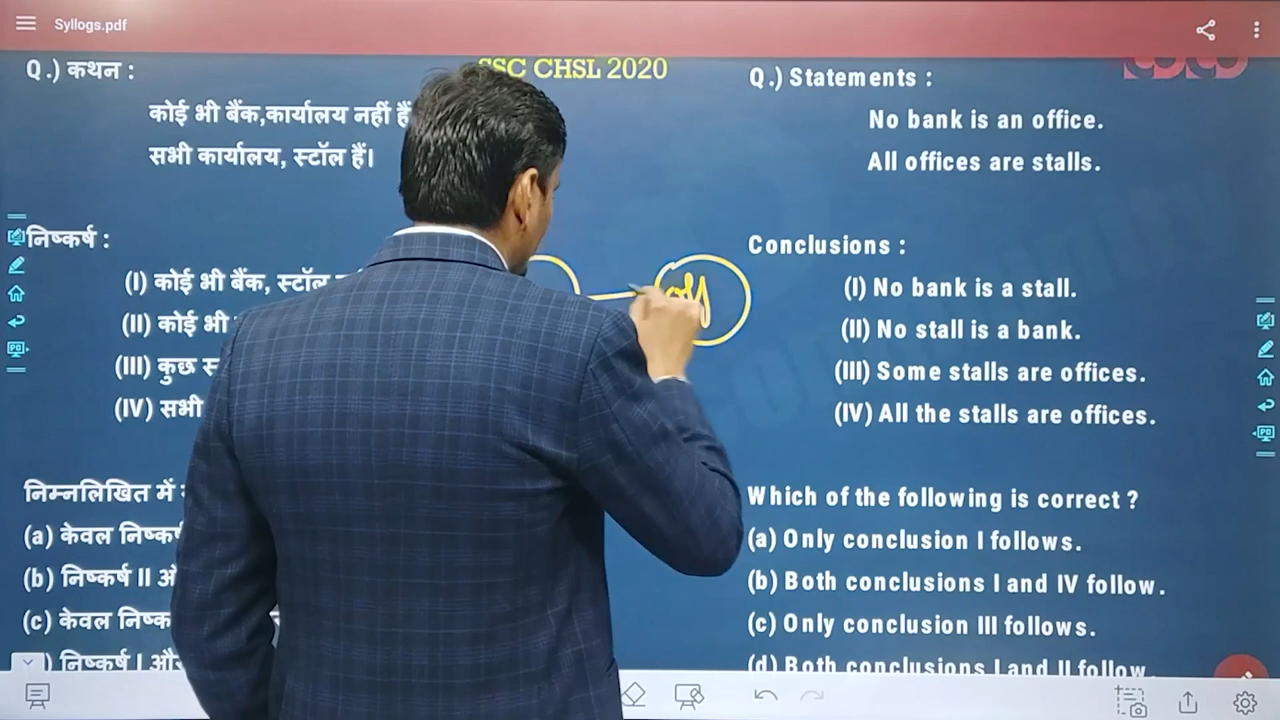 Syllogs.pdf
SSC CHSL 2020
Q.) कथन :
कोई भी बैंक,कार्यालय नहीं हैं
सभी कार्यालय, स्टॉल हैं।
निष्कर्ष :
(I) कोई भी बैंक, स्टॉल
(II) कोई भी
(III) कुछ
(IV) सभी
निम्नलिखित में
(a) केवल
(b) निष्कर्ष II
(c) केवल
) निष्कर्ष I और
off
Q.) Statements :
No bank is an office.
All offices are stalls.
Conclusions :
(I) No bank is a stall.
(II) No stall is a bank.
(III) Some stalls are offices.
(IV) All the stalls are offices.
Which of the following is correct ?
(a) Only conclusion I follows.
(b) Both conclusions I and IV follow.
(c) Only conclusion III follows.
(d) Both conclusions I and II follow.